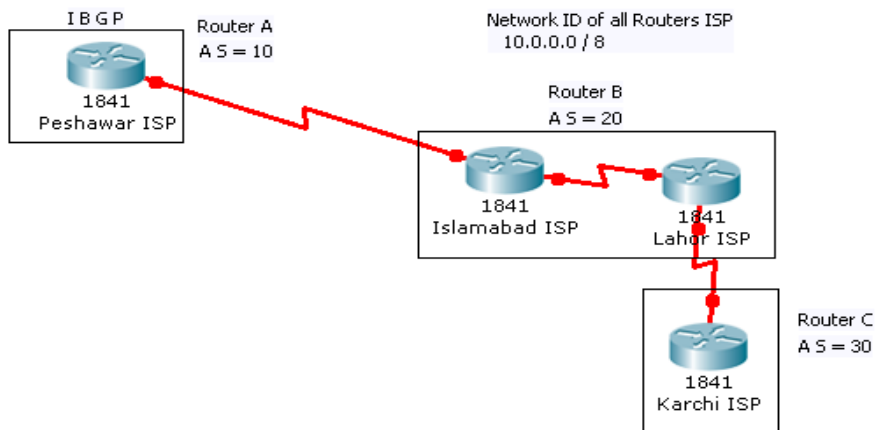 I B G P
Router A
A S = 10
Network ID of all Routers ISP
10.0.0.0 / 8
1841
Peshawar ISP
Router B
A S = 20
1841
Islamabad ISP
1841
Lahor ISP
Router C
A S = 30
1841
Karchi ISP